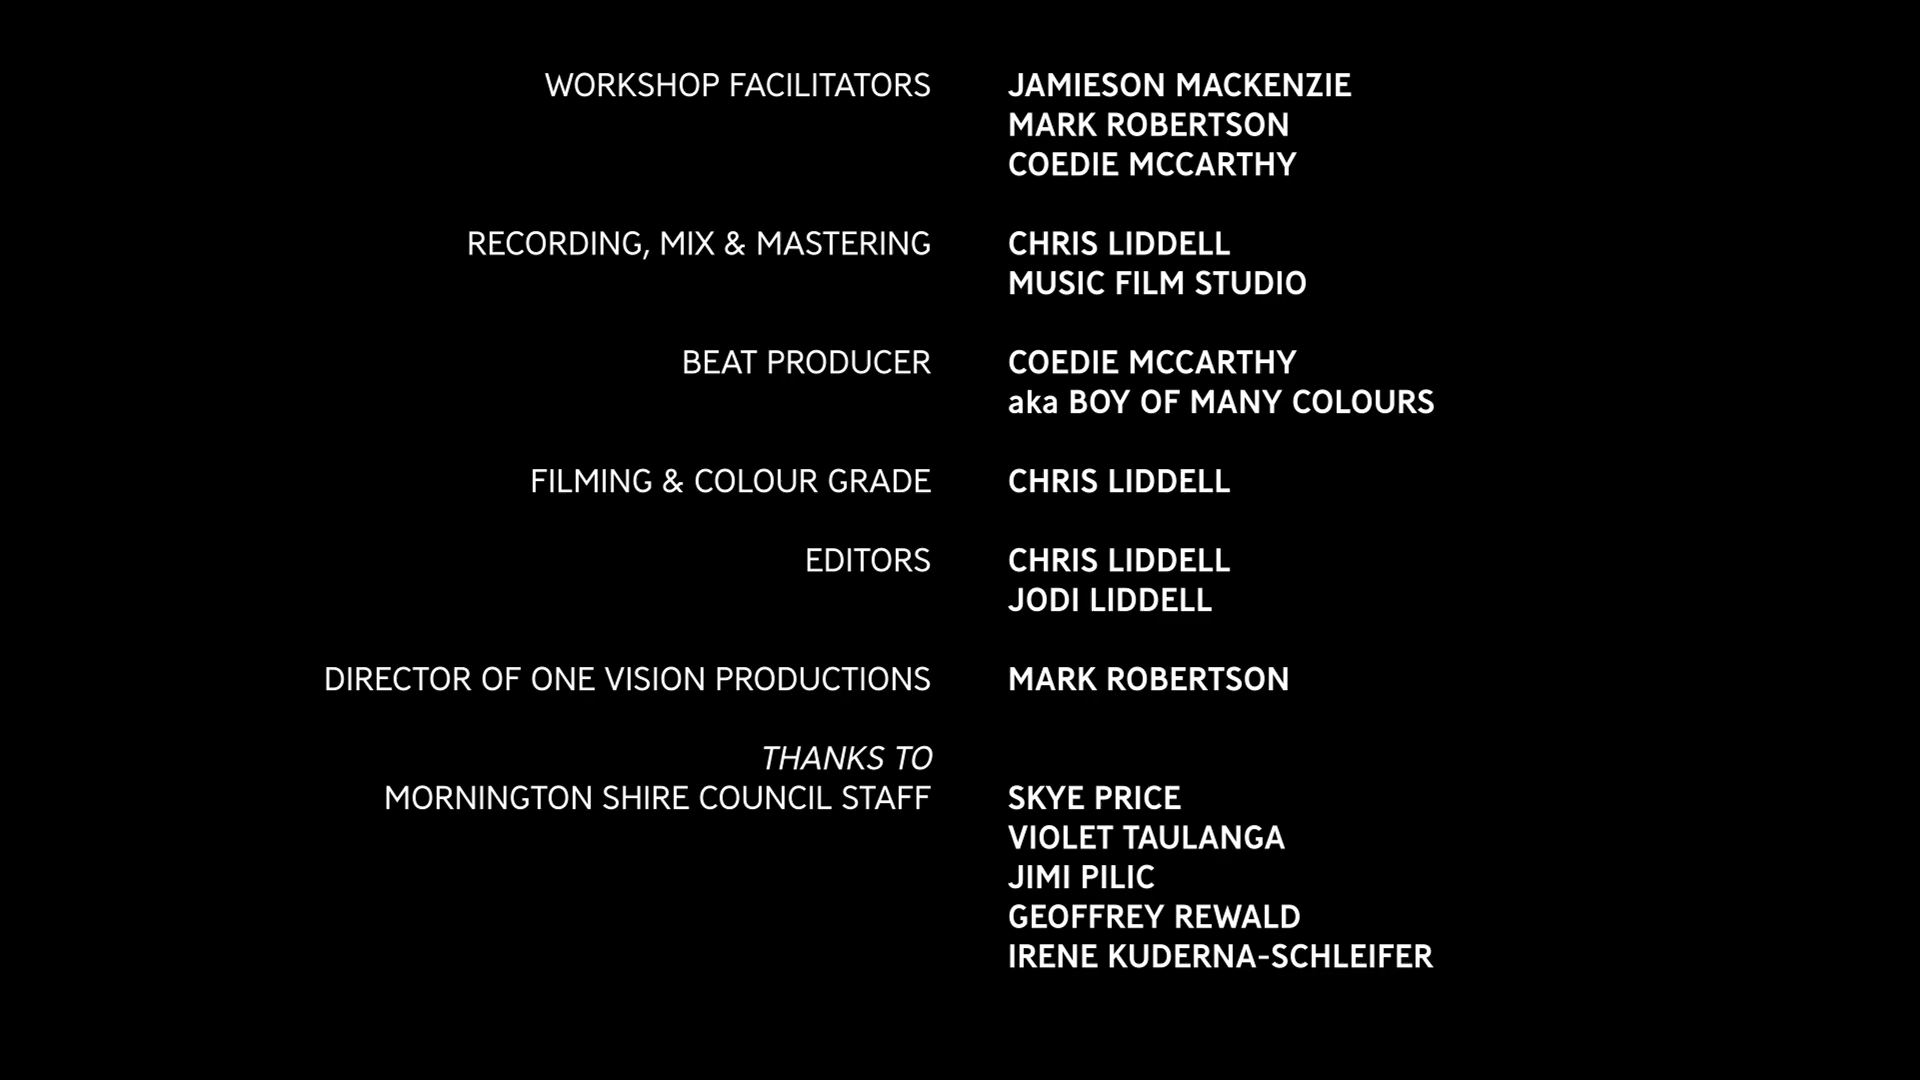 WORKSHOP FACILITATORS JAMIESON MACKENZIE
MARK ROBERTSON
COEDIE MCCARTHY
RECORDING, MIX & MASTERING CHRIS LIDDELL
MUSIC FILM STUDIO
BEAT PRODUCER COEDIE MCCARTHY
aka BOY OF MANY COLOURS
FILMING & COLOUR GRADE CHRIS LIDDELL
EDITORS CHRIS LIDDELL
JODI LIDDELL
DIRECTOR OF ONE VISION PRODUCTIONS MARK ROBERTSON
THANKS TO
MORNINGTON SHIRE COUNCIL STAFF SKYE PRICE
VIOLET TAULANGA
JIMI PILIC
GEOFFREY REWALD
IRENE KUDERNA-SCHLEIFER